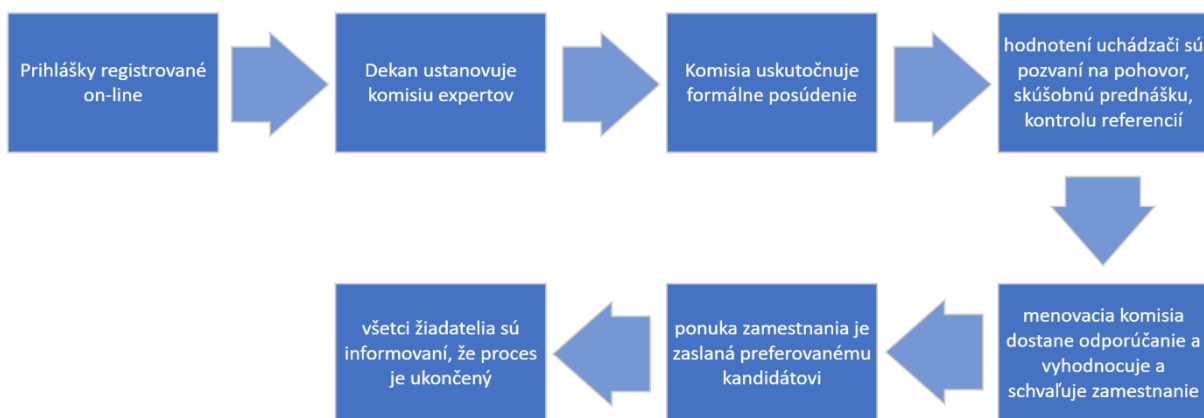 Prihlášky registrované
on-line
Dekan ustanovuje
komisiu expertov
Komisia uskutočnuje
formálne posúdenie
hodnotení uchádzači sú
pozvaní na pohovor,
skúšobnú prednášku,
kontrolu referencií
menovacia komisia
dostane odporúčanie a
vyhodnocuje a
schvaľuje zamestnanie
ponuka zamestnania je
zaslaná preferovanému
kandidátovi
všetci žiadatelia sú
informovaní, že proces
je ukončený